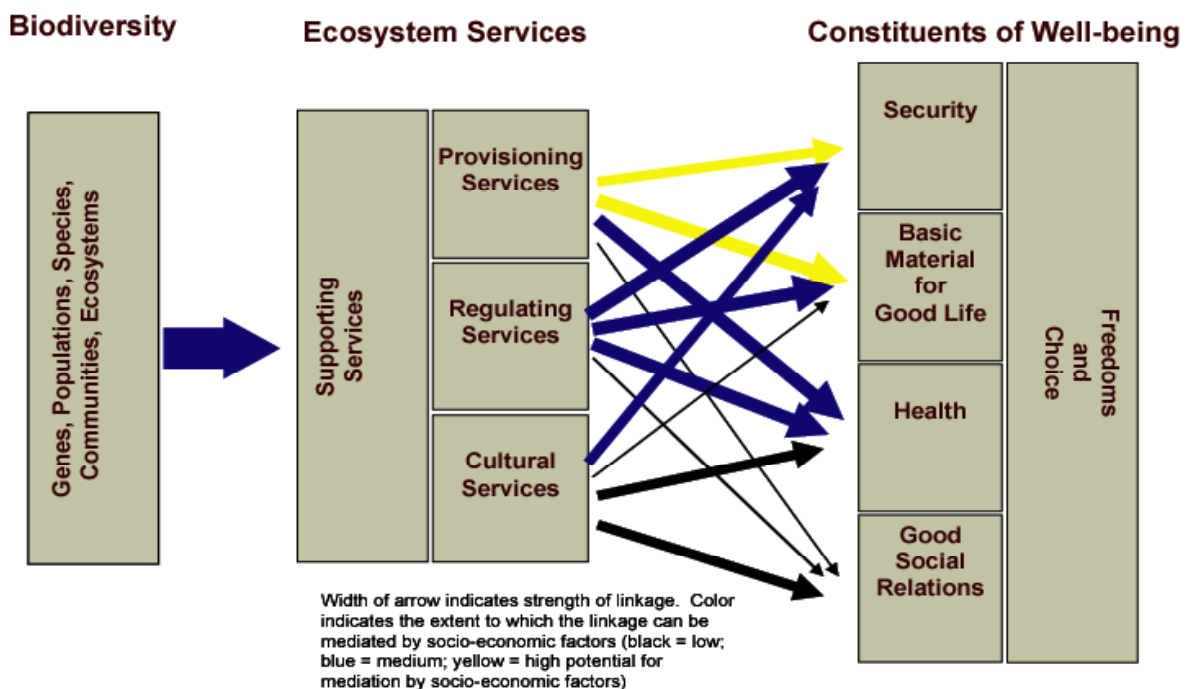 Biodiversity
Ecosystem Services
Constituents of Well-being
Genes, Populations, Species,
Communities, Ecosystems
Supporting
Services
Provisioning
Services
Regulating
Services
Cultural
Services
Security
Basic
Material
for
Good Life
Health
Good
Social
Relations
Freedoms
and
Choice
Width of arrow indicates strength of linkage.  Color
indicates the extent to which the linkage can be
mediated by socio-economic factors (black = low;
blue = medium; yellow = high potential for
mediation by socio-economic factors)